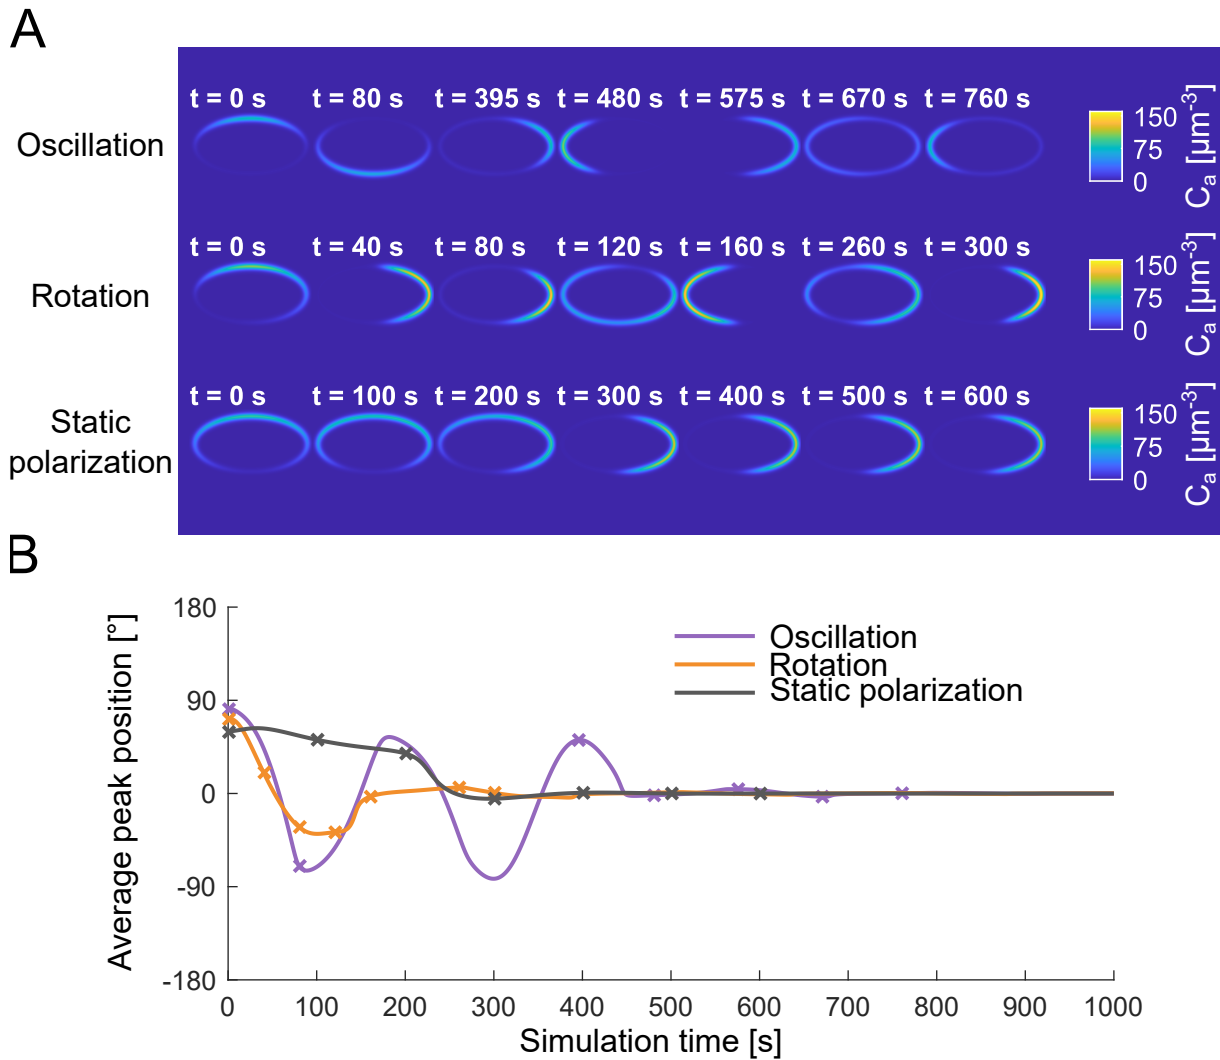 A
t = 0 s t = 80 s t = 395 s t = 480 s t = 575 s t = 670 s t = 760 s
Oscillation
150
75
0
Cₐ [µm⁻³]
t = 0 s t = 40 s t = 80 s t = 120 s t = 160 s t = 260 s t = 300 s
Rotation
150
75
0
Cₐ [µm⁻³]
t = 0 s t = 100 s t = 200 s t = 300 s t = 400 s t = 500 s t = 600 s
Static
polarization
150
75
0
Cₐ [µm⁻³]
B
Average peak position [°]
180
90
0
-90
-180
Oscillation
Rotation
Static polarization
0 100 200 300 400 500 600 700 800 900 1000
Simulation time [s]